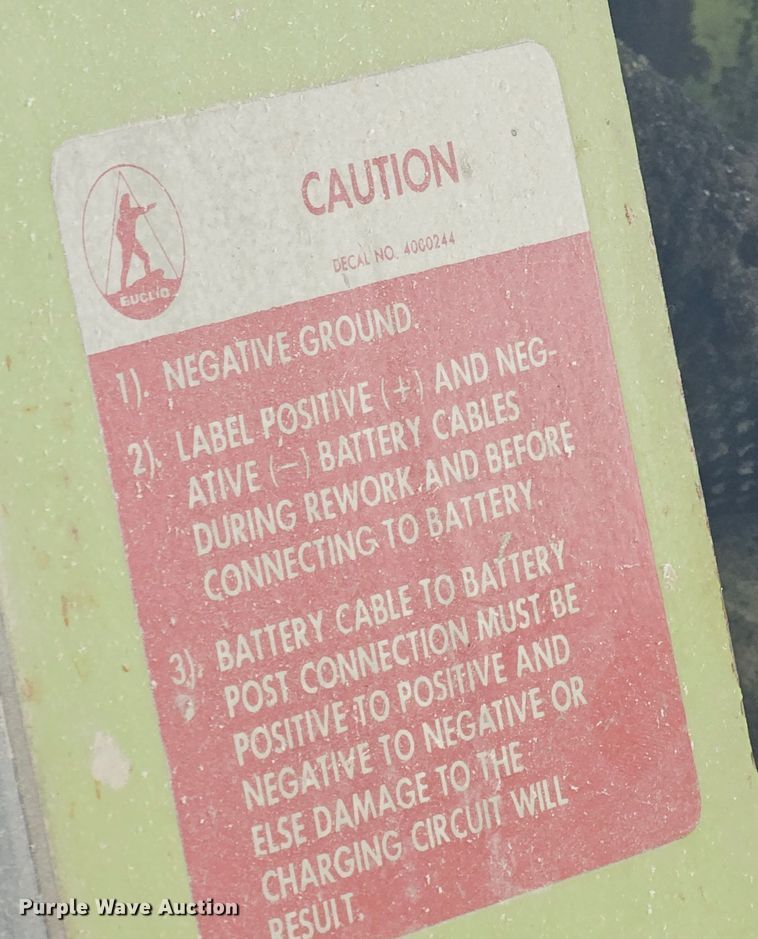 CAUTION
DECAL NO. 4060244
EUCLID
1). NEGATIVE GROUND.
2). LABEL POSITIVE (+) AND NEG-
ATIVE (—) BATTERY CABLES
DURING REWORK AND BEFORE
CONNECTING TO BATTERY.
3). BATTERY CABLE TO BATTERY
POST CONNECTION MUST BE
POSITIVE TO POSITIVE AND
NEGATIVE TO NEGATIVE OR
ELSE DAMAGE TO THE
CHARGING CIRCUIT WILL
RESULT.
Purple Wave Auction